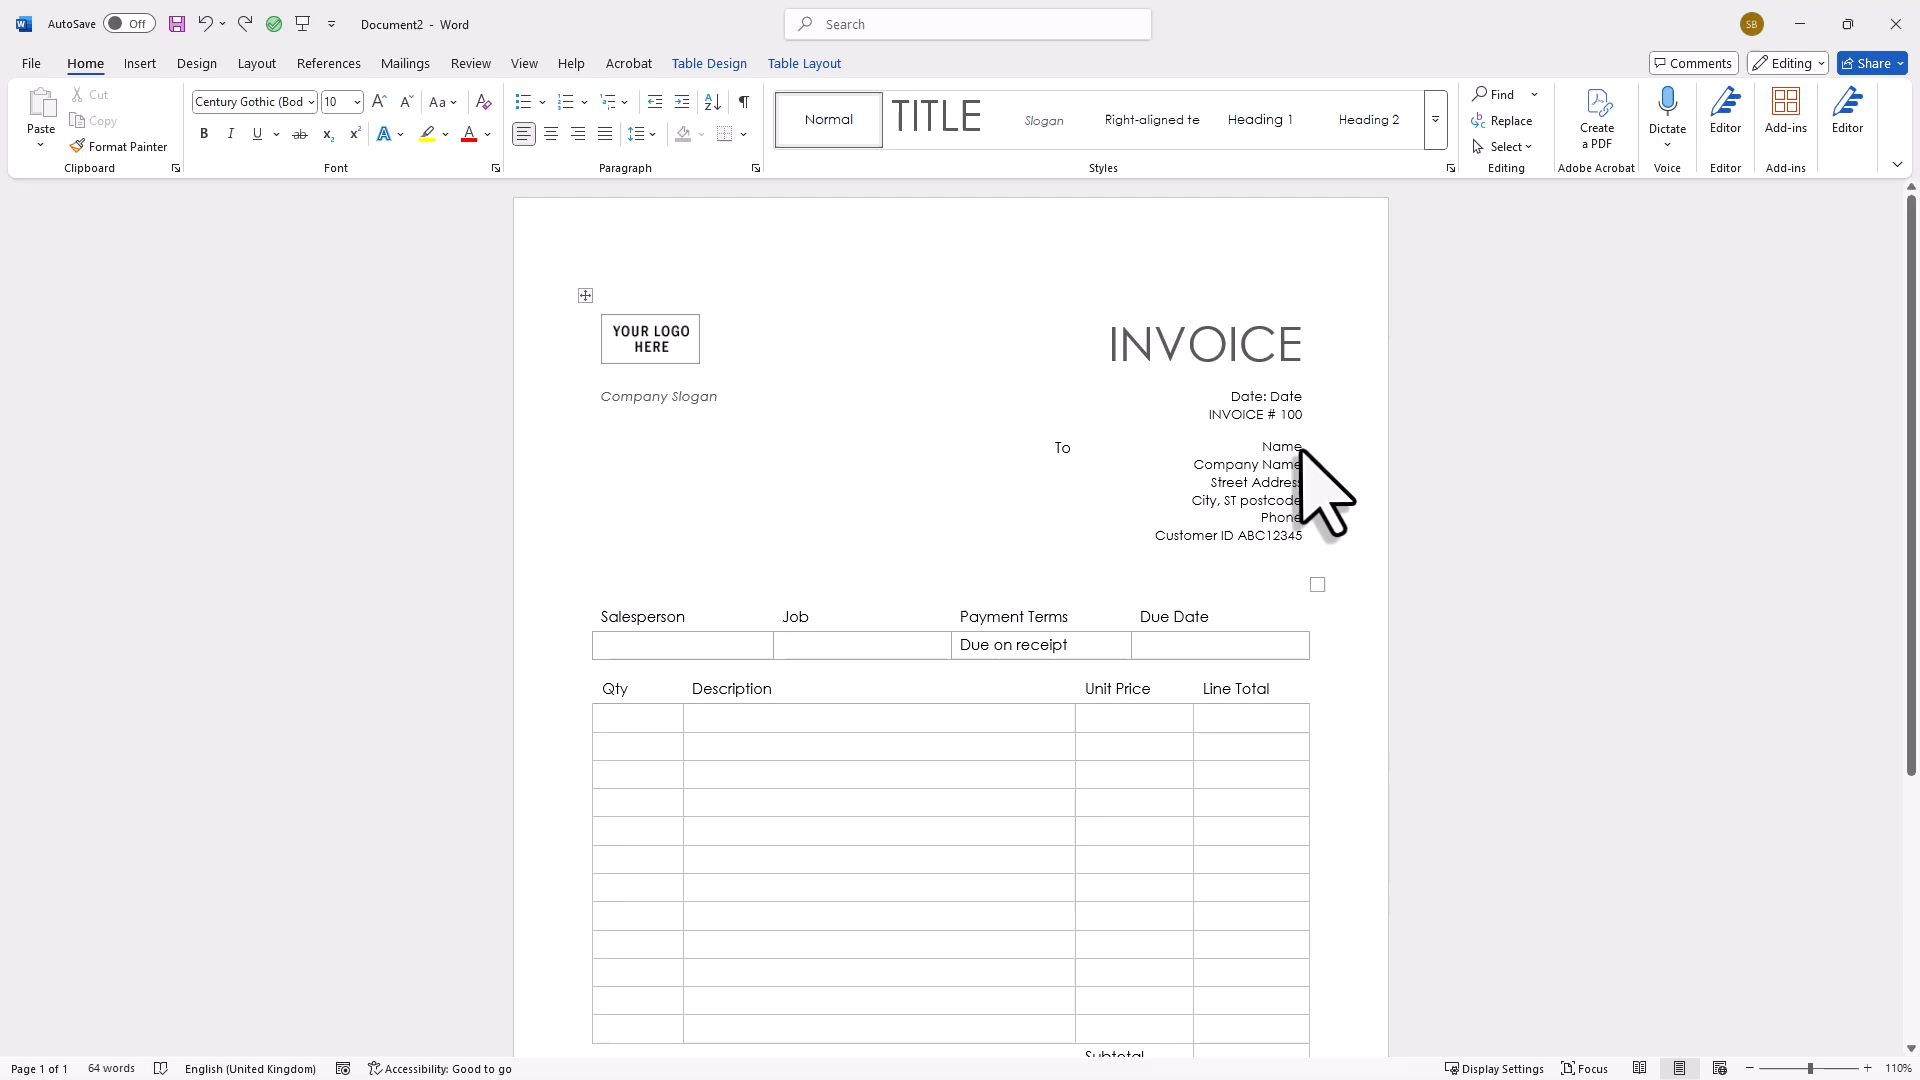 AutoSave Off Document2 - Word Search SB
File Home Insert Design Layout References Mailings Review View Help Acrobat Table Design Table Layout Comments Editing Share
Paste Cut Copy Format Painter
Century Gothic (Bod 10 Aa
B I U ab x₂ x² A A
Normal TITLE Slogan Right-aligned te Heading 1 Heading 2
Find Replace Select
Create a PDF Dictate Editor Add-ins Editor
Clipboard Font Paragraph Styles Editing Adobe Acrobat Voice Editor Add-ins
YOUR LOGO
HERE
INVOICE
Company Slogan
Date: Date
INVOICE # 100
To Name
Company Name
Street Address
City, ST postcode
Phone
Customer ID ABC12345
Salesperson Job Payment Terms Due Date
Due on receipt
Qty Description Unit Price Line Total
Subtotal
Page 1 of 1 64 words English (United Kingdom) Accessibility: Good to go Display Settings Focus 110%